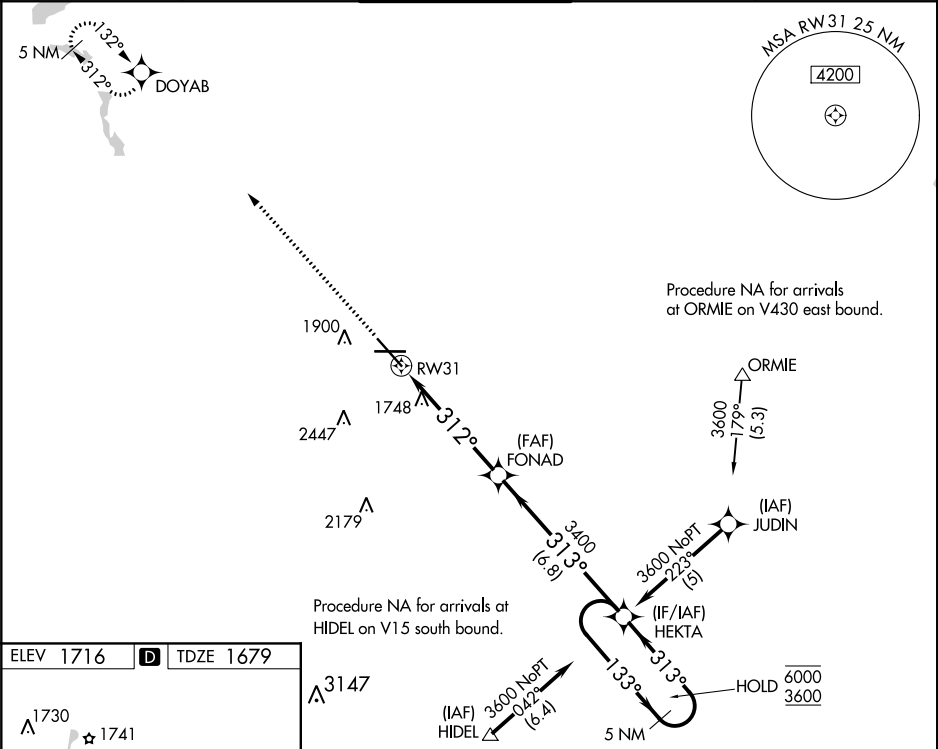 132°
5 NM
312°
DOYAB
MSA RW31 25 NM
4200
Procedure NA for arrivals
at ORMIE on V430 east bound.
1900
RW31
ORMIE
1748
312°
3600
179°
(5.3)
2447
(FAF)
FONAD
2179
(IAF)
JUDIN
3400
313°
(6.8)
3600 NoPT
223°
(5)
Procedure NA for arrivals at
HIDEL on V15 south bound.
(IF/IAF)
HEKTA
ELEV 1716
D
TDZE 1679
3147
133°
313°
HOLD
6000
3600
3600 NoPT
042°
(6.4)
(IAF)
HIDEL
5 NM
1730
1741